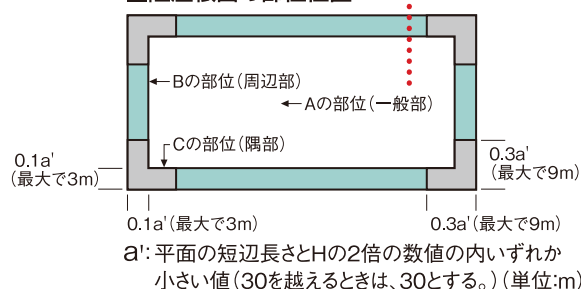 Bの部位(周辺部)
Aの部位(一般部)
Cの部位(隅部)
0.1a'
(最大で3m)
0.3a'
(最大で9m)
0.1a'(最大で3m)
0.3a'(最大で9m)
a':平面の短辺長さとHの2倍の数値の内いずれか
小さい値(30を越えるときは、30とする。)(単位:m)